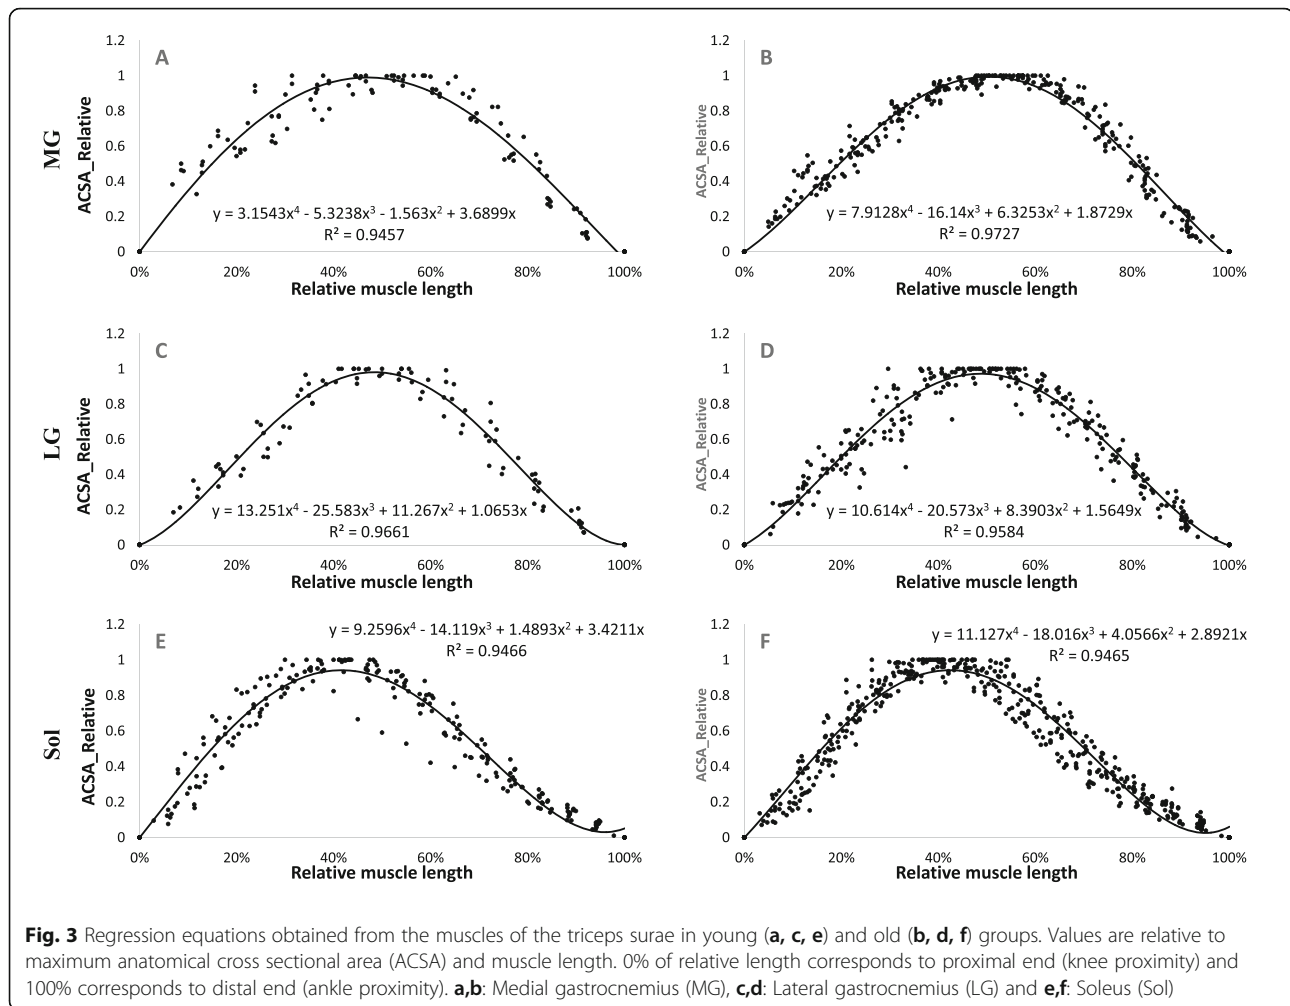 A
1.2
1
0.8
0.6
0.4
0.2
0
MG
ACSA_Relative
y = 3.1543x⁴ - 5.3238x³ - 1.563x² + 3.6899x
R² = 0.9457
0% 20% 40% 60% 80% 100%
Relative muscle length
B
1.2
1
0.8
0.6
0.4
0.2
0
ACSA_Relative
y = 7.9128x⁴ - 16.14x³ + 6.3253x² + 1.8729x
R² = 0.9727
0% 20% 40% 60% 80% 100%
Relative muscle length
C
1.2
1
0.8
0.6
0.4
0.2
0
LG
ACSA_Relative
y = 13.251x⁴ - 25.583x³ + 11.267x² + 1.0653x
R² = 0.9661
0% 20% 40% 60% 80% 100%
Relative muscle length
D
1.2
1
0.8
0.6
0.4
0.2
0
ACSA_Relative
y = 10.614x⁴ - 20.573x³ + 8.3903x² + 1.5649x
R² = 0.9584
0% 20% 40% 60% 80% 100%
Relative muscle length
E
1.2
1
0.8
0.6
0.4
0.2
0
Sol
ACSA_Relative
y = 9.2596x⁴ - 14.119x³ + 1.4893x² + 3.4211x
R² = 0.9466
0% 20% 40% 60% 80% 100%
Relative muscle length
F
1.2
1
0.8
0.6
0.4
0.2
0
ACSA_Relative
y = 11.127x⁴ - 18.016x³ + 4.0566x² + 2.8921x
R² = 0.9465
0% 20% 40% 60% 80% 100%
Relative muscle length
Fig. 3 Regression equations obtained from the muscles of the triceps surae in young (a, c, e) and old (b, d, f) groups. Values are relative to
maximum anatomical cross sectional area (ACSA) and muscle length. 0% of relative length corresponds to proximal end (knee proximity) and
100% corresponds to distal end (ankle proximity). a,b: Medial gastrocnemius (MG), c,d: Lateral gastrocnemius (LG) and e,f: Soleus (Sol)